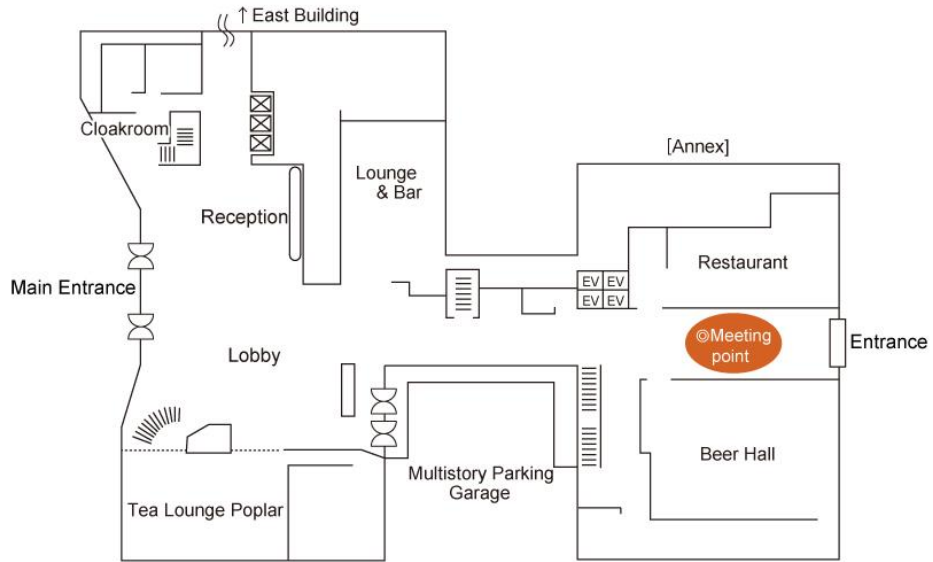 ↑ East Building
Cloakroom
[Annex]
Lounge
& Bar
Reception
Restaurant
EV EV
EV EV
Main Entrance
◎Meeting
point
Entrance
Lobby
Beer Hall
Multistory Parking
Garage
Tea Lounge Poplar